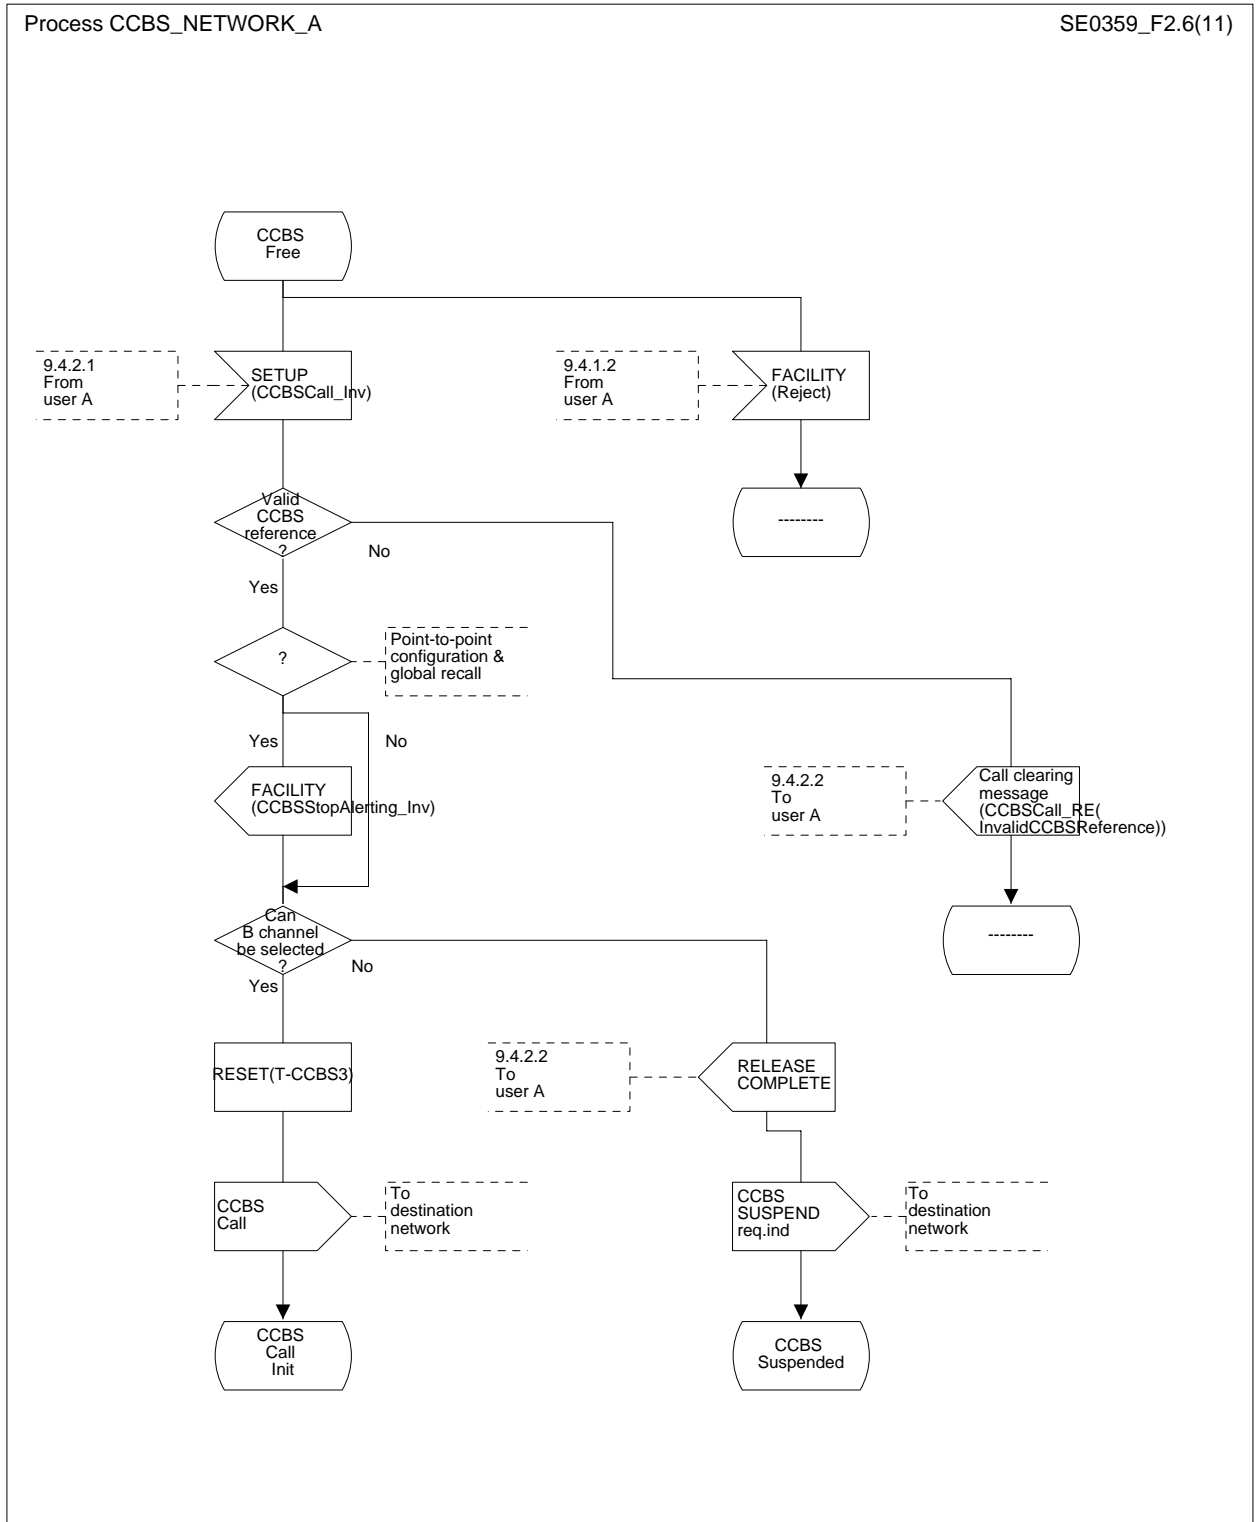 Process CCBS_NETWORK_A
SE0359_F2.6(11)
CCBS
Free
9.4.2.1
From
user A
SETUP
(CCBSCall_Inv)
9.4.1.2
From
user A
FACILITY
(Reject)
--------
Valid
CCBS
reference
?
No
Yes
?
Point-to-point
configuration &
global recall
Yes
No
FACILITY
(CCBSStopAlerting_Inv)
9.4.2.2
To
user A
Call clearing
message
(CCBSCall_RE(
InvalidCCBSReference))
--------
Can
B channel
be selected
?
No
Yes
RESET(T-CCBS3)
9.4.2.2
To
user A
RELEASE
COMPLETE
CCBS
Call
To
destination
network
CCBS
SUSPEND
req.ind
To
destination
network
CCBS
Call
Init
CCBS
Suspended